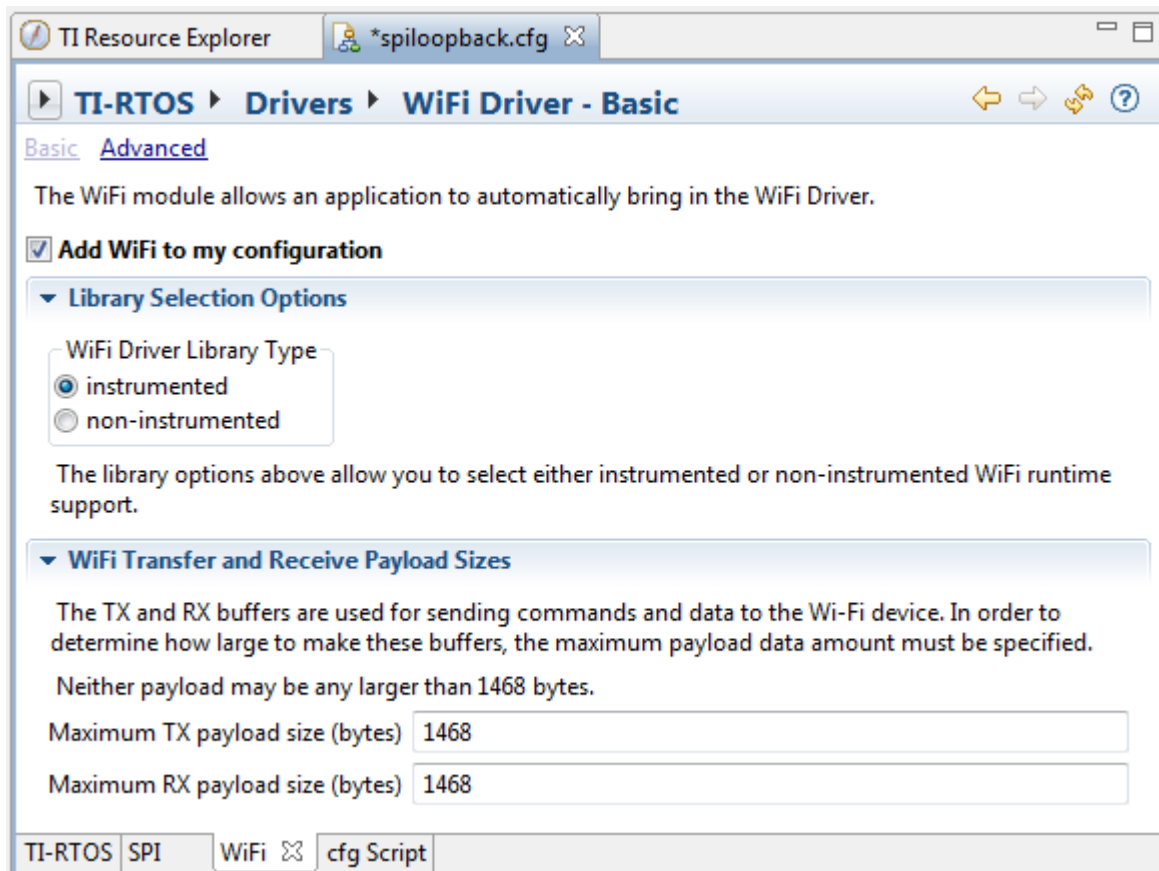 TI Resource Explorer *spiloopback.cfg
TI-RTOS Drivers WiFi Driver - Basic
Basic Advanced
The WiFi module allows an application to automatically bring in the WiFi Driver.
Add WiFi to my configuration
Library Selection Options
WiFi Driver Library Type
instrumented
non-instrumented
The library options above allow you to select either instrumented or non-instrumented WiFi runtime
support.
WiFi Transfer and Receive Payload Sizes
The TX and RX buffers are used for sending commands and data to the Wi-Fi device. In order to
determine how large to make these buffers, the maximum payload data amount must be specified.
Neither payload may be any larger than 1468 bytes.
Maximum TX payload size (bytes) 1468
Maximum RX payload size (bytes) 1468
TI-RTOS SPI WiFi cfg Script